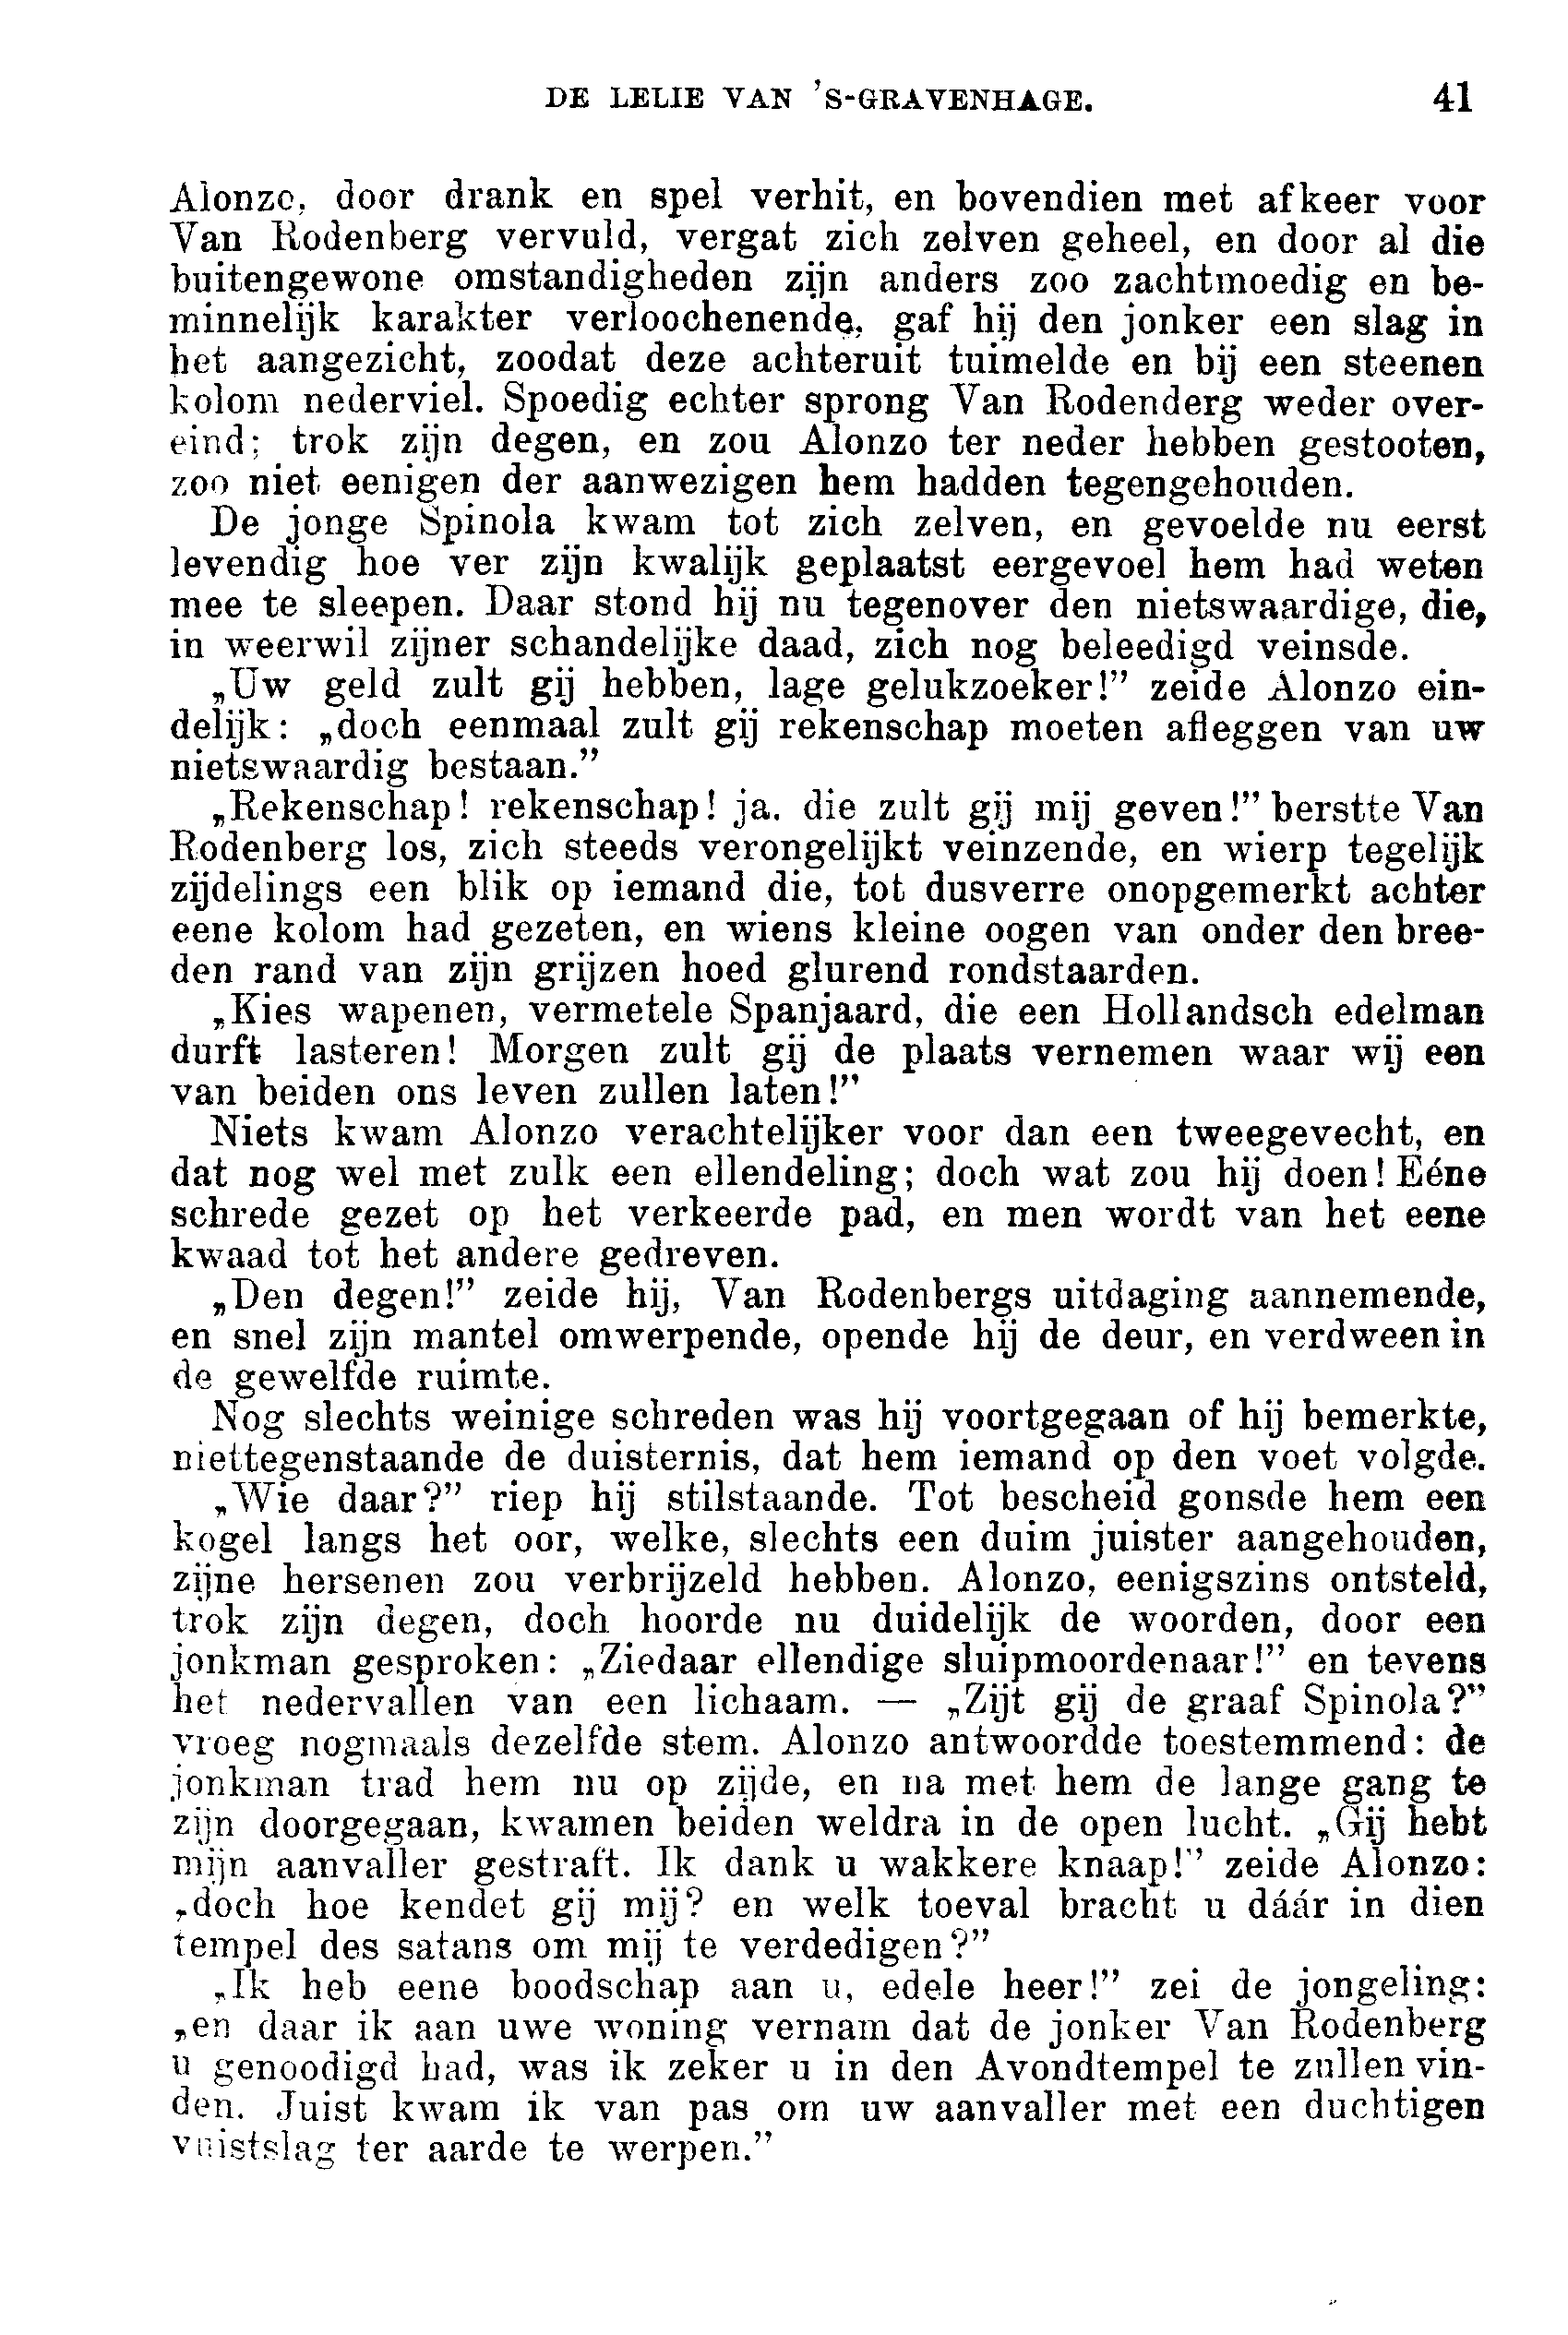 DE LELIE VAN 'S-GRAVENHAGE. 41
Alonzo, door drank en spel verhit, en bovendien met afkeer voor
Van Rodenberg vervuld, vergat zich zelven geheel, en door al die
buitengewone omstandigheden zijn anders zoo zachtmoedig en be-
minnelijk karakter verloochenende, gaf hij den jonker een slag in
het aangezicht, zoodat deze achteruit tuimelde en bij een steenen
kolom nederviel. Spoedig echter sprong Van Rodenderg weder over-
eind; trok zijn degen, en zou Alonzo ter neder hebben gestooten,
zoo niet eenigen der aanwezigen hem hadden tegengehouden.
De jonge Spinola kwam tot zich zelven, en gevoelde nu eerst
levendig hoe ver zijn kwalijk geplaatst eergevoel hem had weten
mee te sleepen. Daar stond hij nu tegenover den nietswaardige, die,
in weerwil zijner schandelijke daad, zich nog beleedigd veinsde.
„Uw geld zult gij hebben, lage gelukzoeker!” zeide Alonzo ein-
delijk: „doch eenmaal zult gij rekenschap moeten afleggen van uw
nietswaardig bestaan.”
„Rekenschap! rekenschap! ja. die zult gij mij geven!” berstte Van
Rodenberg los, zich steeds verongelijkt veinzende, en wierp tegelijk
zijdelings een blik op iemand die, tot dusverre onopgemerkt achter
eene kolom had gezeten, en wiens kleine oogen van onder den bree-
den rand van zijn grijzen hoed glurend rondstaarden.
„Kies wapenen, vermetele Spanjaard, die een Hollandsch edelman
durft lasteren! Morgen zult gij de plaats vernemen waar wij een
van beiden ons leven zullen laten!”
Niets kwam Alonzo verachtelijker voor dan een tweegevecht, en
dat nog wel met zulk een ellendeling; doch wat zou hij doen! Eéne
schrede gezet op het verkeerde pad, en men wordt van het eene
kwaad tot het andere gedreven.
„Den degen!” zeide hij, Van Rodenbergs uitdaging aannemende,
en snel zijn mantel omwerpende, opende hij de deur, en verdween in
de gewelfde ruimte.
Nog slechts weinige schreden was hij voortgegaan of hij bemerkte,
niettegenstaande de duisternis, dat hem iemand op den voet volgde.
„Wie daar?” riep hij stilstaande. Tot bescheid gonsde hem een
kogel langs het oor, welke, slechts een duim juister aangehouden,
zijne hersenen zou verbrijzeld hebben. Alonzo, eenigszins ontsteld,
trok zijn degen, doch hoorde nu duidelijk de woorden, door een
jonkman gesproken: „Ziedaar ellendige sluipmoordenaar!” en tevens
het nedervallen van een lichaam. — „Zijt gij de graaf Spinola?”
vroeg nogmaals dezelfde stem. Alonzo antwoordde toestemmend: de
jonkman trad hem nu op zijde, en na met hem de lange gang te
zijn doorgegaan, kwamen beiden weldra in de open lucht. „Gij hebt
mijn aanvaller gestraft. Ik dank u wakkere knaap!” zeide Alonzo:
„doch hoe kendet gij mij? en welk toeval bracht u dáár in dien
tempel des satans om mij te verdedigen?”
„Ik heb eene boodschap aan u, edele heer!” zei de jongeling:
„en daar ik aan uwe woning vernam dat de jonker Van Rodenberg
u genoodigd had, was ik zeker u in den Avondtempel te zullen vin-
den. Juist kwam ik van pas om uw aanvaller met een duchtigen
vuistslag ter aarde te werpen.”